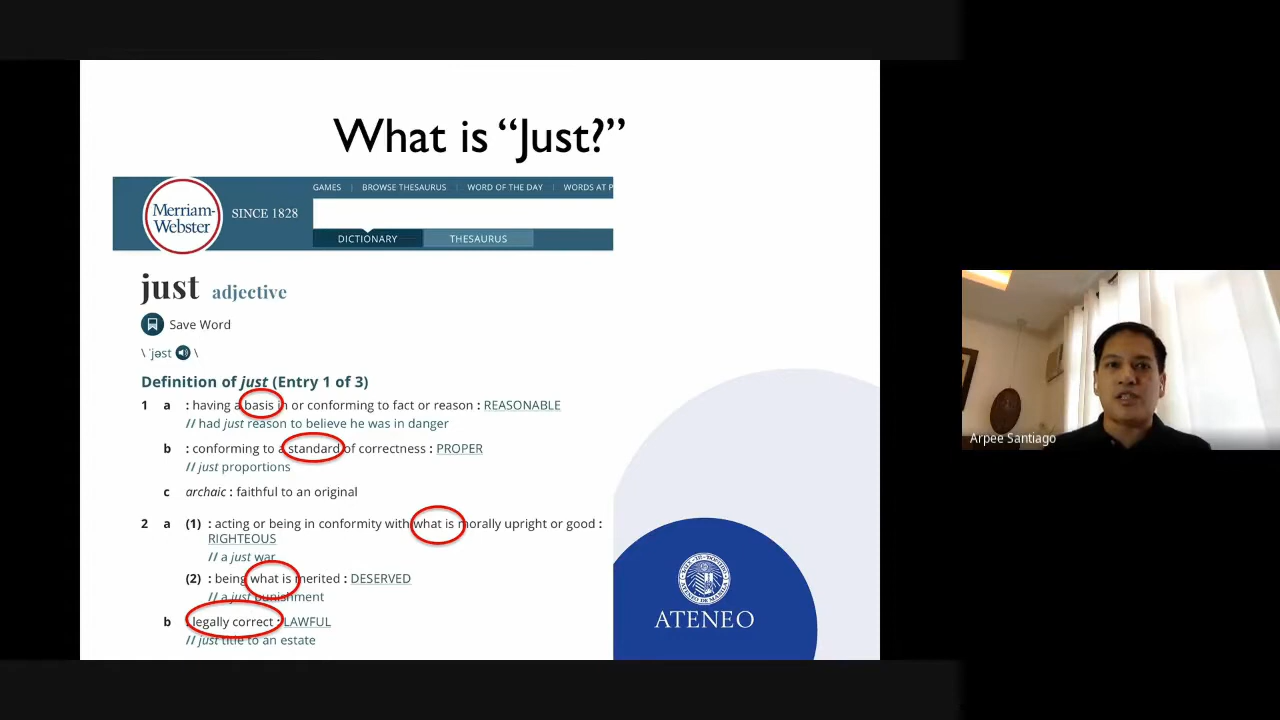 What is “Just?”
GAMES | BROWSE THESAURUS | WORD OF THE DAY | WORDS AT P
Merriam-
Webster
SINCE 1828
DICTIONARY THESAURUS
just adjective
Save Word
\ ˈjəst \
Definition of just (Entry 1 of 3)
1 a : having a basis in or conforming to fact or reason : REASONABLE
// had just reason to believe he was in danger
b : conforming to a standard of correctness : PROPER
// just proportions
c archaic : faithful to an original
2 a (1) : acting or being in conformity with what is morally upright or good :
RIGHTEOUS
// a just war
(2) : being what is merited : DESERVED
// a just punishment
b : legally correct : LAWFUL
// just title to an estate
ATENEO
Arpee Santiago